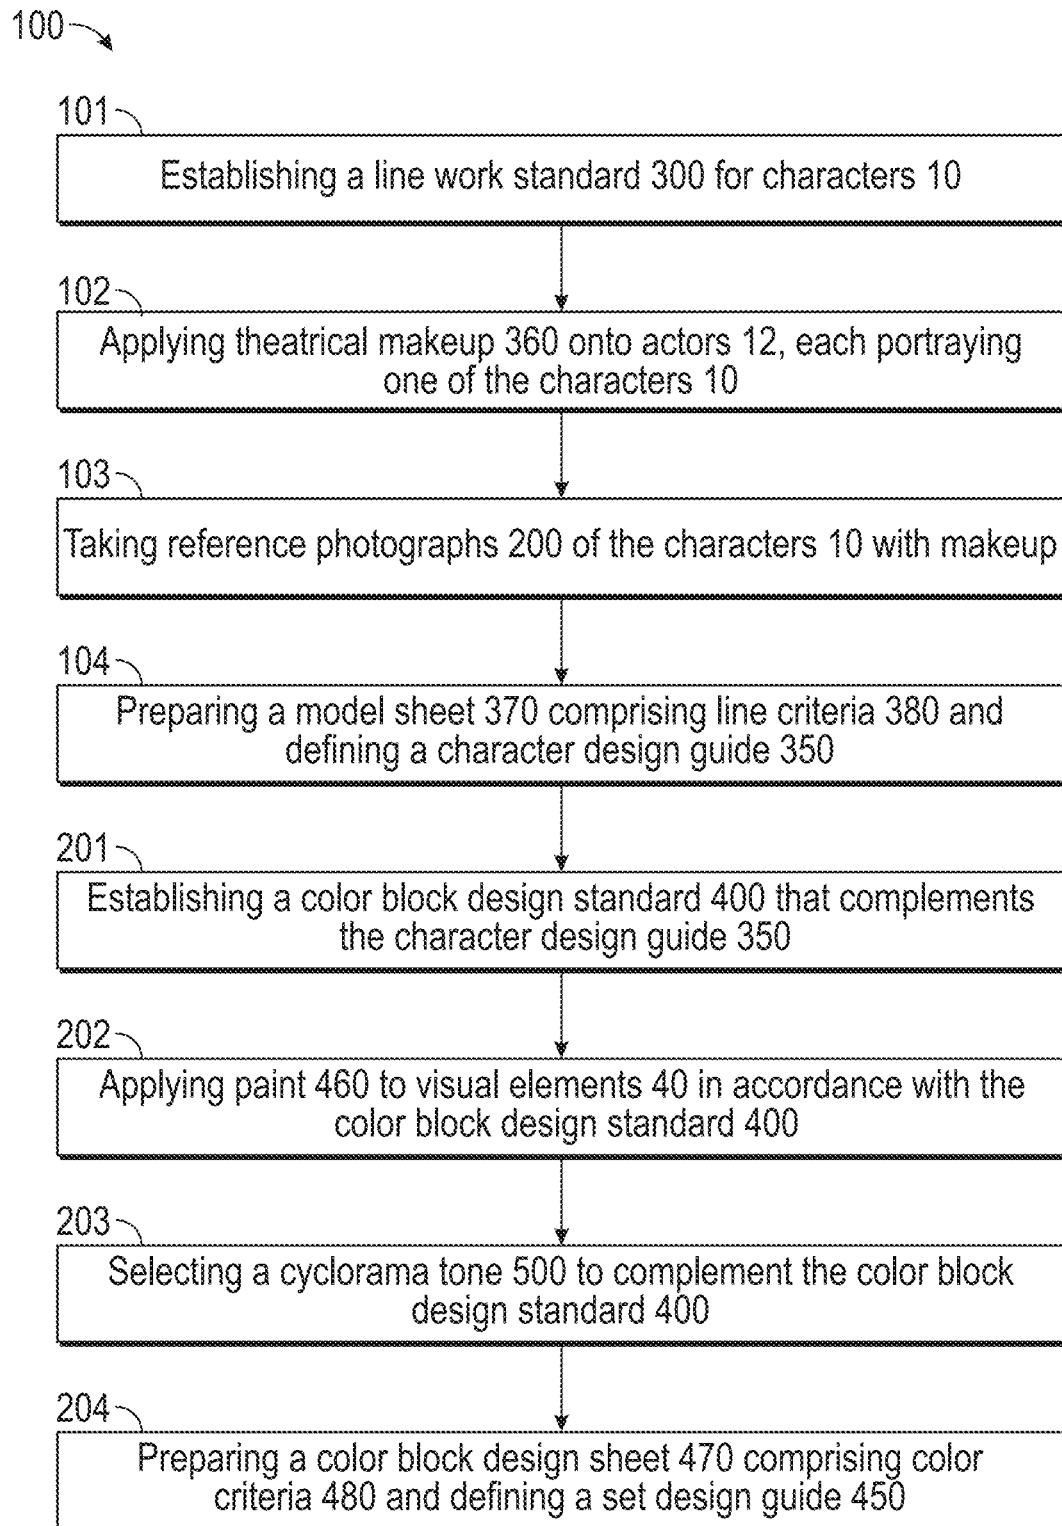 100
101
Establishing a line work standard 300 for characters 10
102
Applying theatrical makeup 360 onto actors 12, each portraying
one of the characters 10
103
Taking reference photographs 200 of the characters 10 with makeup
104
Preparing a model sheet 370 comprising line criteria 380 and
defining a character design guide 350
201
Establishing a color block design standard 400 that complements
the character design guide 350
202
Applying paint 460 to visual elements 40 in accordance with the
color block design standard 400
203
Selecting a cyclorama tone 500 to complement the color block
design standard 400
204
Preparing a color block design sheet 470 comprising color
criteria 480 and defining a set design guide 450